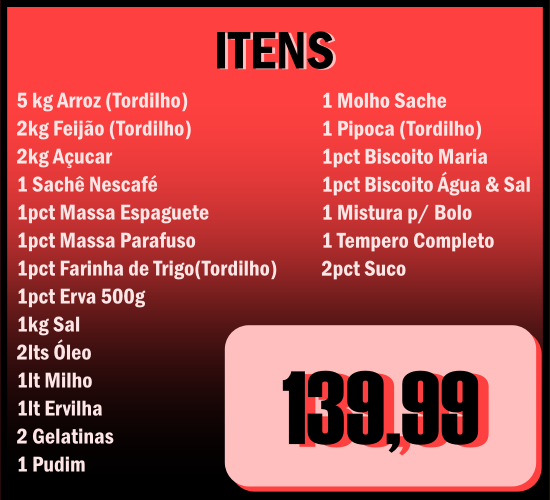 ITENS
5 kg Arroz (Tordilho)
2kg Feijão (Tordilho)
2kg Açucar
1 Sachê Nescafé
1pct Massa Espaguete
1pct Massa Parafuso
1pct Farinha de Trigo(Tordilho)
1pct Erva 500g
1kg Sal
2lts Óleo
1lt Milho
1lt Ervilha
2 Gelatinas
1 Pudim
1 Molho Sache
1 Pipoca (Tordilho)
1pct Biscoito Maria
1pct Biscoito Água & Sal
1 Mistura p/ Bolo
1 Tempero Completo
2pct Suco
139,99